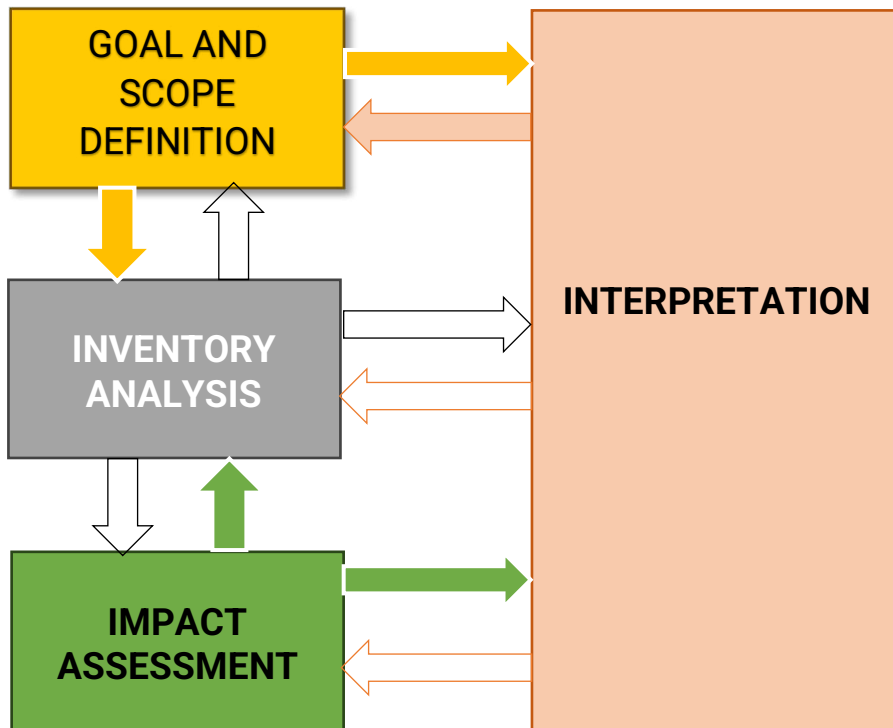 GOAL AND
SCOPE
DEFINITION
INTERPRETATION
INVENTORY
ANALYSIS
IMPACT
ASSESSMENT